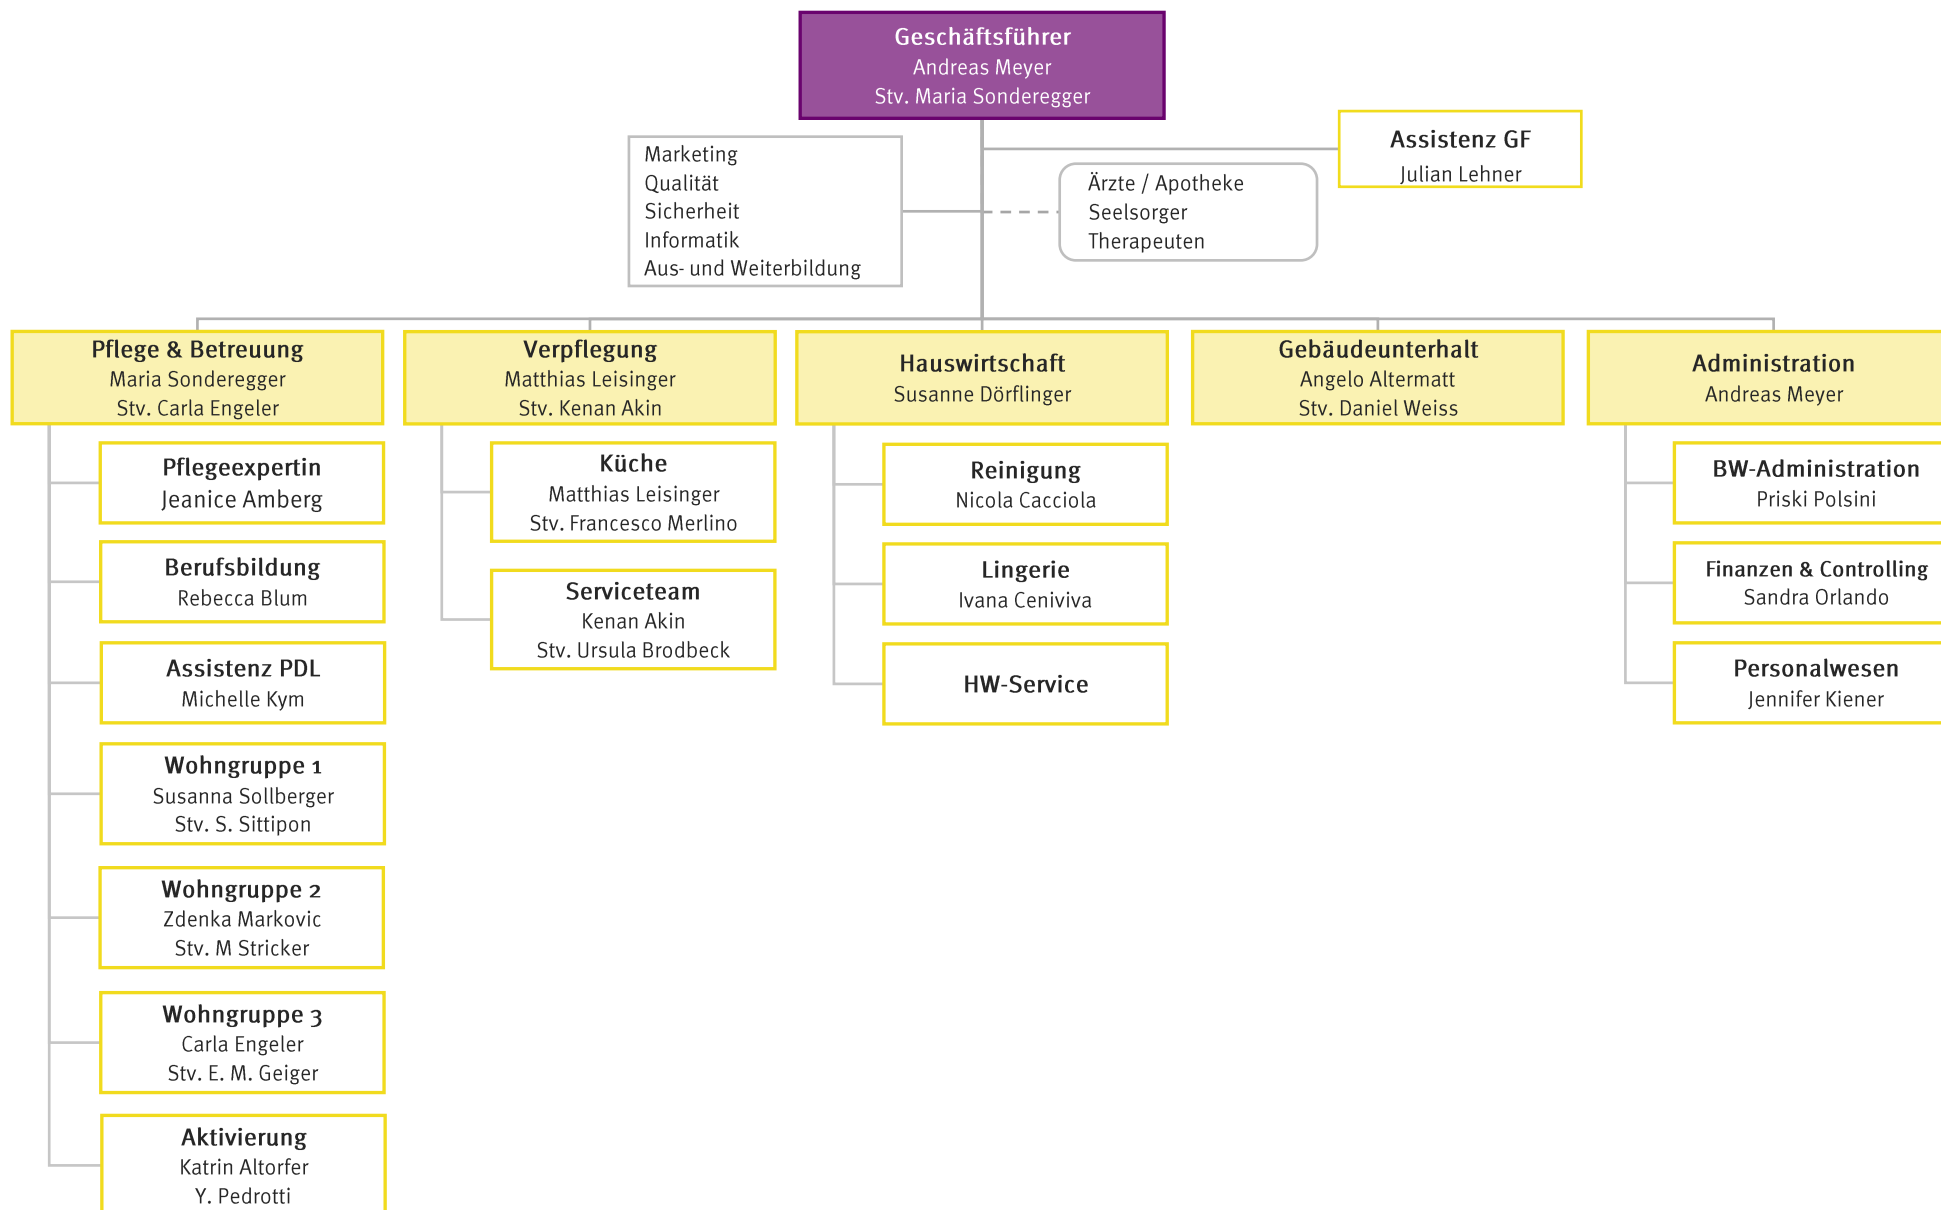 Geschäftsführer
Andreas Meyer
Stv. Maria Sonderegger
Assistenz GF
Julian Lehner
Marketing
Qualität
Sicherheit
Informatik
Aus- und Weiterbildung
Ärzte / Apotheke
Seelsorger
Therapeuten
Pflege & Betreuung
Maria Sonderegger
Stv. Carla Engeler
Pflegeexpertin
Jeanice Amberg
Berufsbildung
Rebecca Blum
Assistenz PDL
Michelle Kym
Wohngruppe 1
Susanna Sollberger
Stv. S. Sittipon
Wohngruppe 2
Zdenka Markovic
Stv. M Stricker
Wohngruppe 3
Carla Engeler
Stv. E. M. Geiger
Aktivierung
Katrin Altorfer
Y. Pedrotti
Verpflegung
Matthias Leisinger
Stv. Kenan Akin
Küche
Matthias Leisinger
Stv. Francesco Merlino
Serviceteam
Kenan Akin
Stv. Ursula Brodbeck
Hauswirtschaft
Susanne Dörflinger
Reinigung
Nicola Cacciola
Lingerie
Ivana Ceniviva
HW-Service
Gebäudeunterhalt
Angelo Altermatt
Stv. Daniel Weiss
Administration
Andreas Meyer
BW-Administration
Priski Polsini
Finanzen & Controlling
Sandra Orlando
Personalwesen
Jennifer Kiener